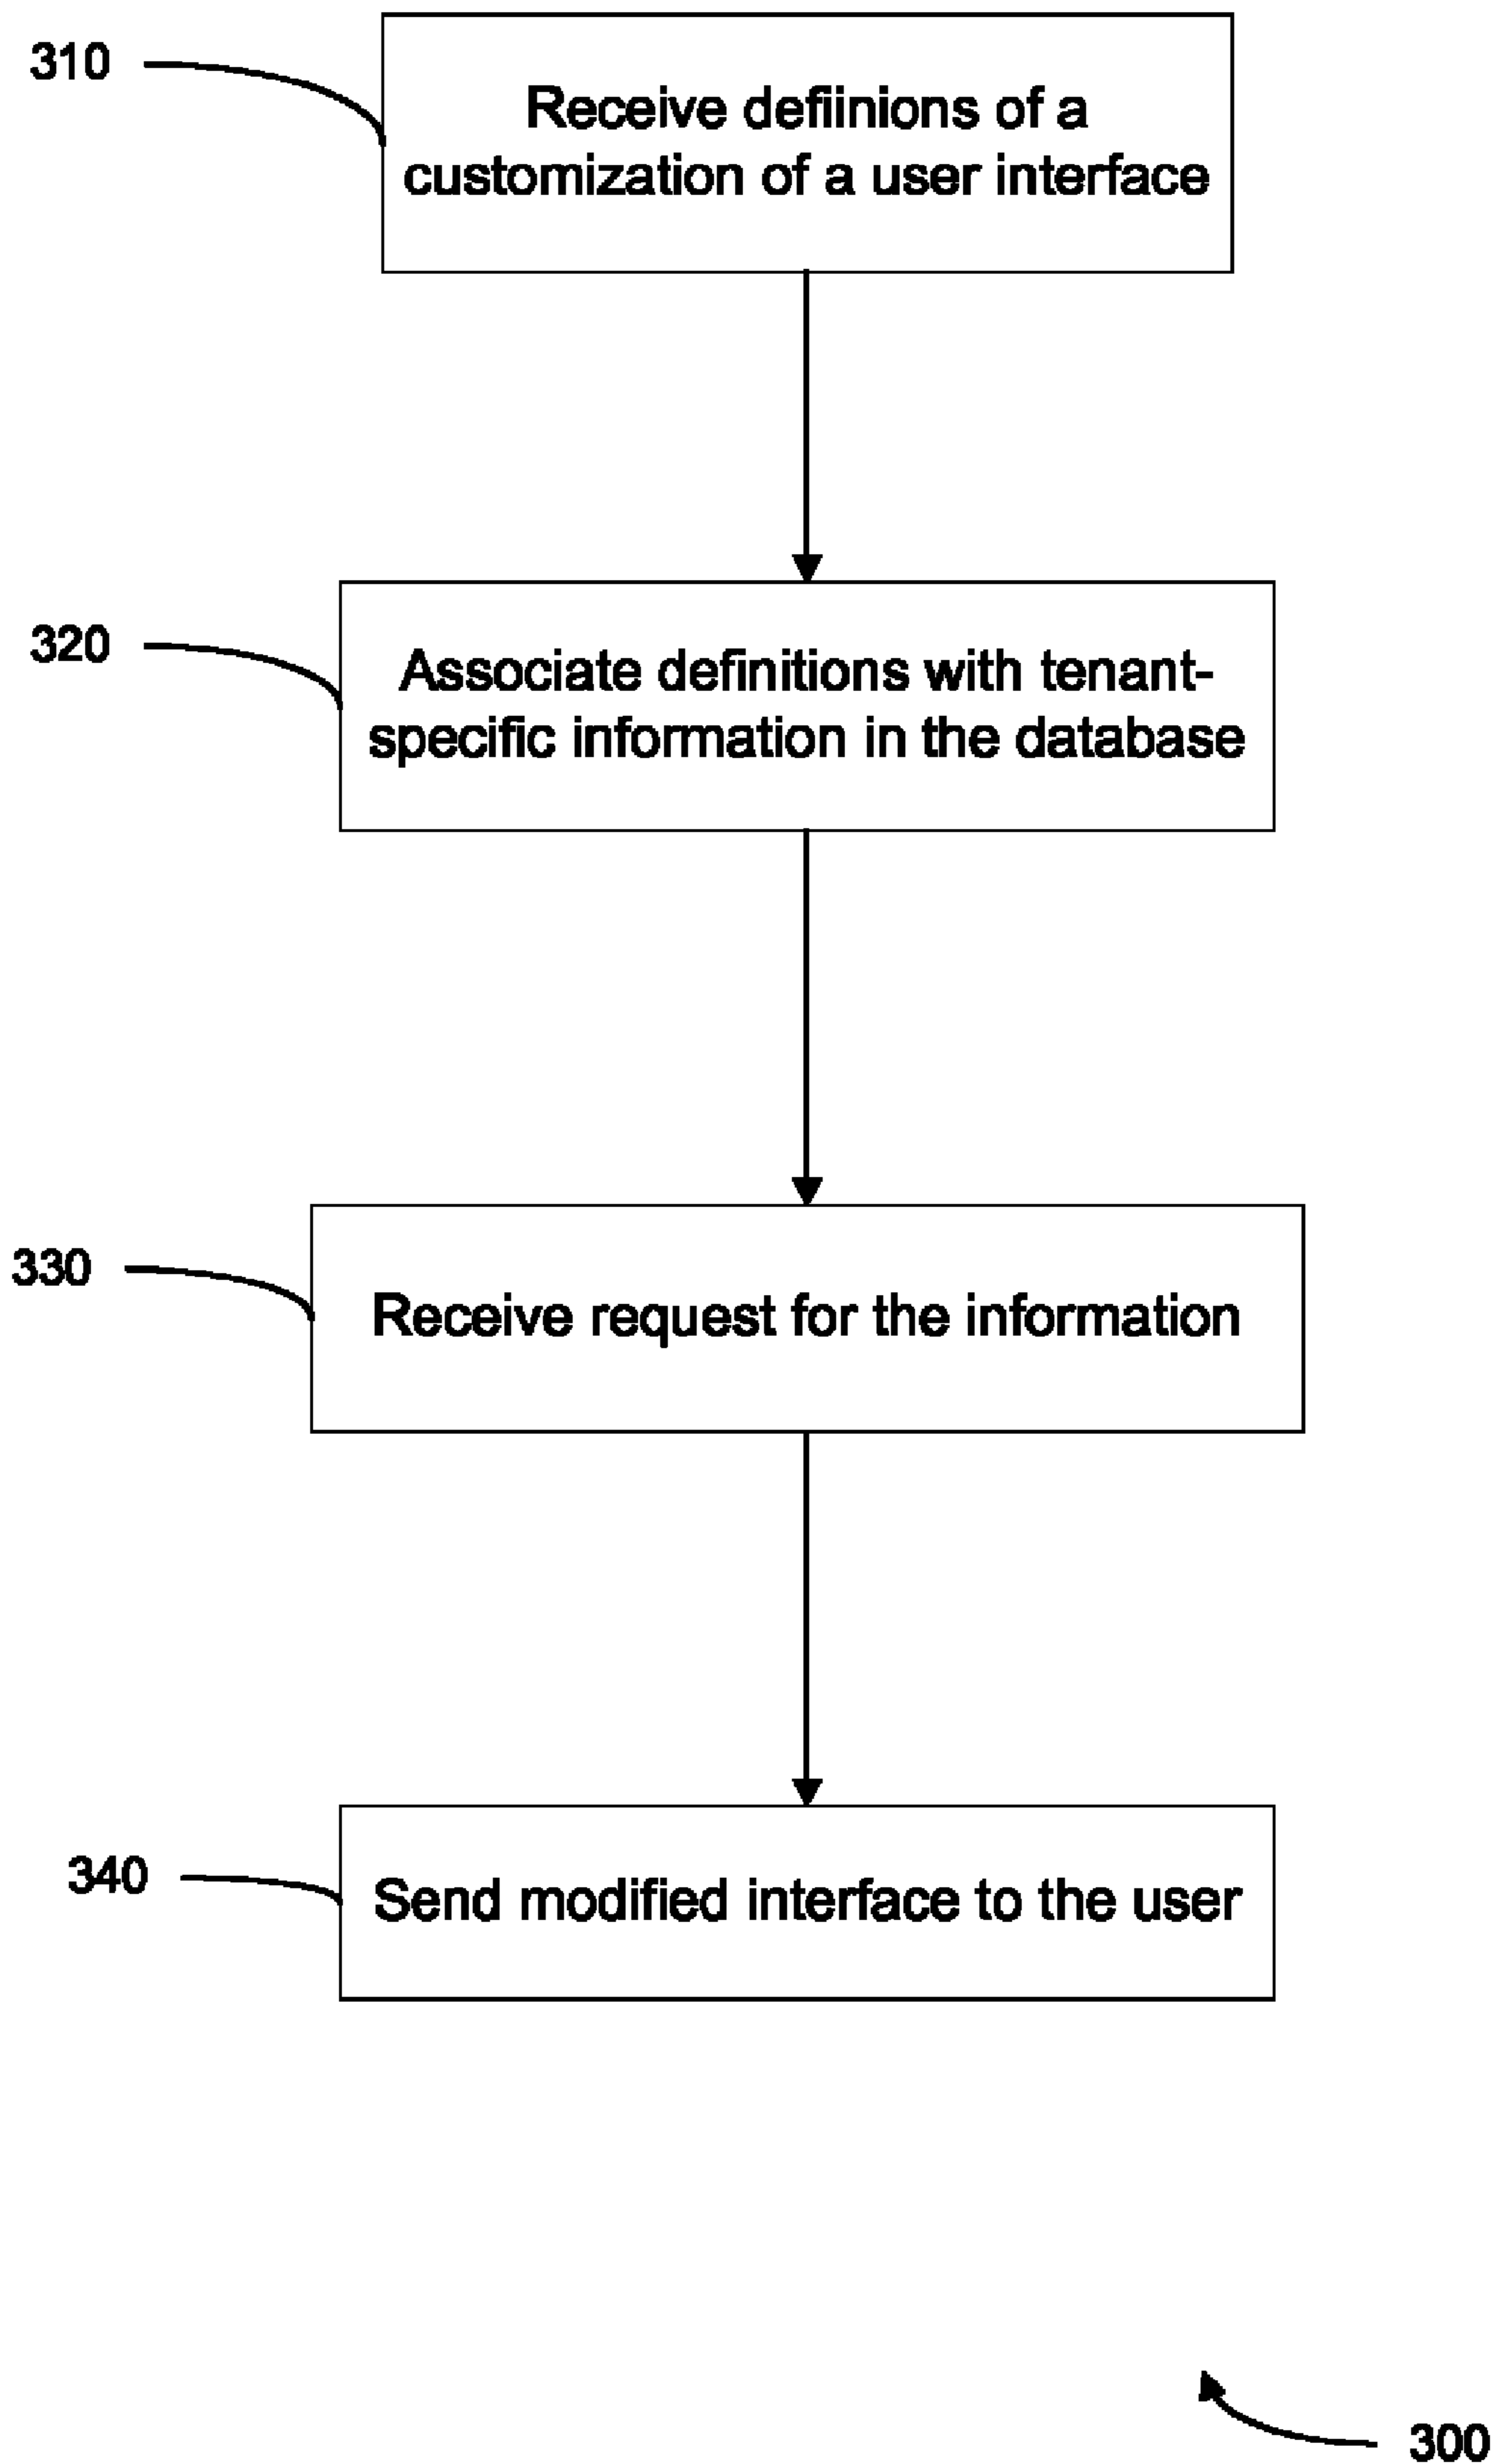 310
Receive definions of a
customization of a user interface
320
Associate definitions with tenant-
specific information in the database
330
Receive request for the information
340
Send modified interface to the user
300